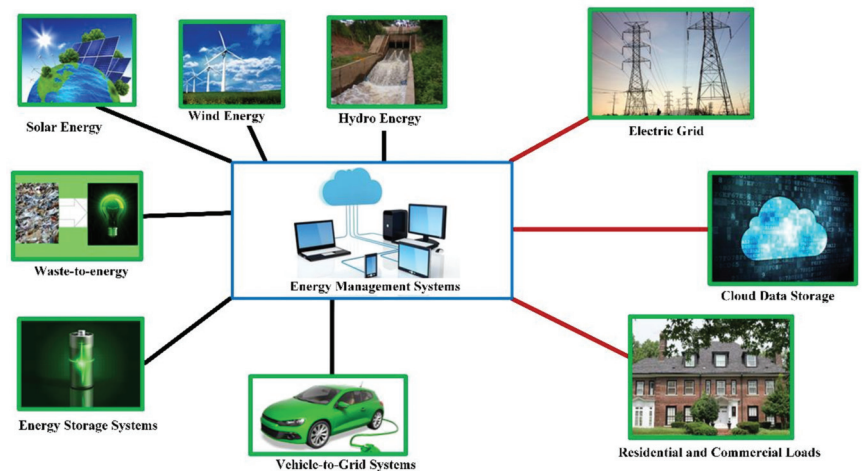 Solar Energy
Wind Energy
Hydro Energy
Electric Grid
Waste-to-energy
Energy Management Systems
Cloud Data Storage
Energy Storage Systems
Vehicle-to-Grid Systems
Residential and Commercial Loads